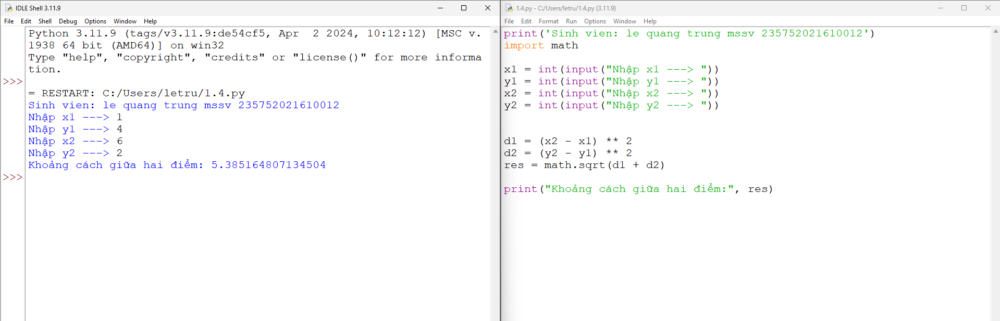 IDLE Shell 3.11.9
File Edit Shell Debug Options Window Help
Python 3.11.9 (tags/v3.11.9:de54cf5, Apr  2 2024, 10:12:12) [MSC v.
1938 64 bit (AMD64)] on win32
Type "help", "copyright", "credits" or "license()" for more informa
tion.
>>>
= RESTART: C:/Users/letru/1.4.py
Sinh vien: le quang trung mssv 235752021610012
Nhập x1 ---> 1
Nhập y1 ---> 4
Nhập x2 ---> 6
Nhập y2 ---> 2
Khoảng cách giữa hai điểm: 5.385164807134504
>>>
1.4.py - C:/Users/letru/1.4.py (3.11.9)
File Edit Format Run Options Window Help
print('Sinh vien: le quang trung mssv 235752021610012')
import math
x1 = int(input("Nhập x1 ---> "))
y1 = int(input("Nhập y1 ---> "))
x2 = int(input("Nhập x2 ---> "))
y2 = int(input("Nhập y2 ---> "))
d1 = (x2 - x1) ** 2
d2 = (y2 - y1) ** 2
res = math.sqrt(d1 + d2)
print("Khoảng cách giữa hai điểm:", res)